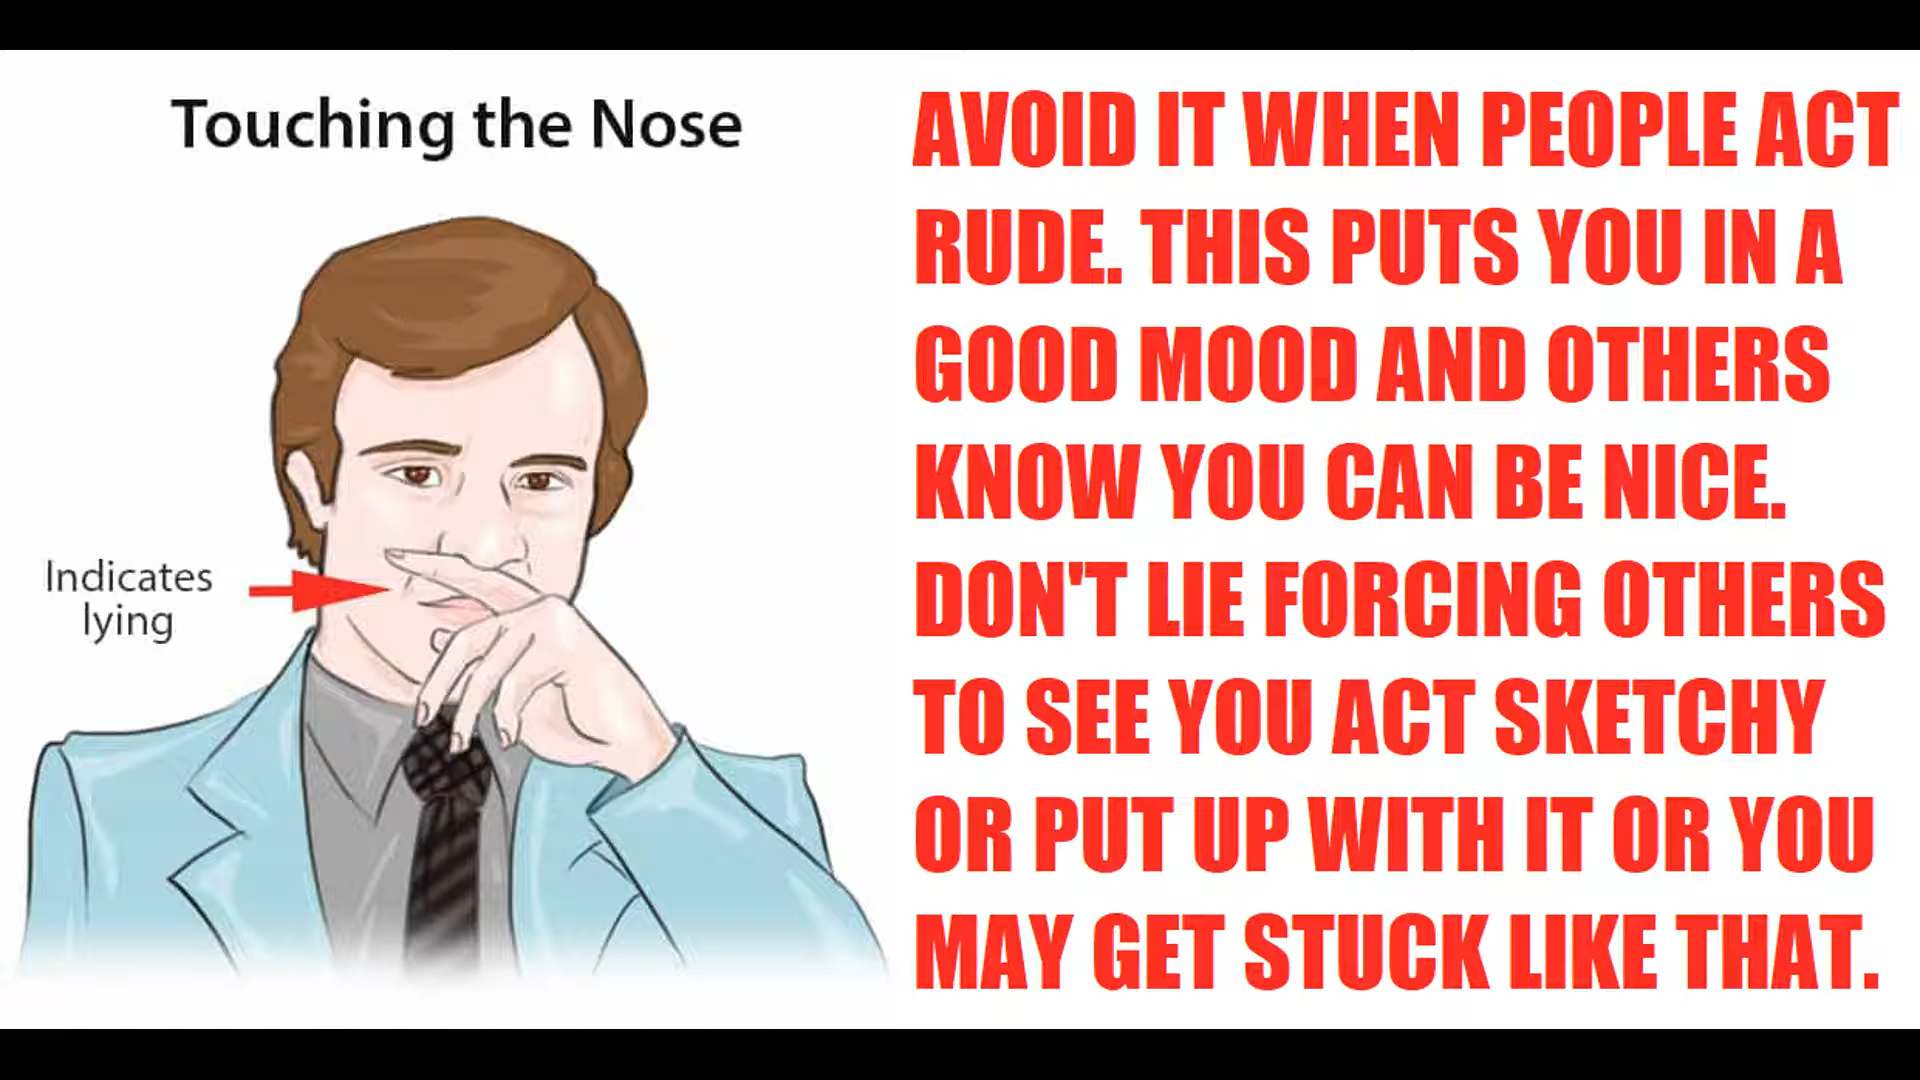 Touching the Nose
Indicates
lying
AVOID IT WHEN PEOPLE ACT
RUDE. THIS PUTS YOU IN A
GOOD MOOD AND OTHERS
KNOW YOU CAN BE NICE.
DON'T LIE FORCING OTHERS
TO SEE YOU ACT SKETCHY
OR PUT UP WITH IT OR YOU
MAY GET STUCK LIKE THAT.